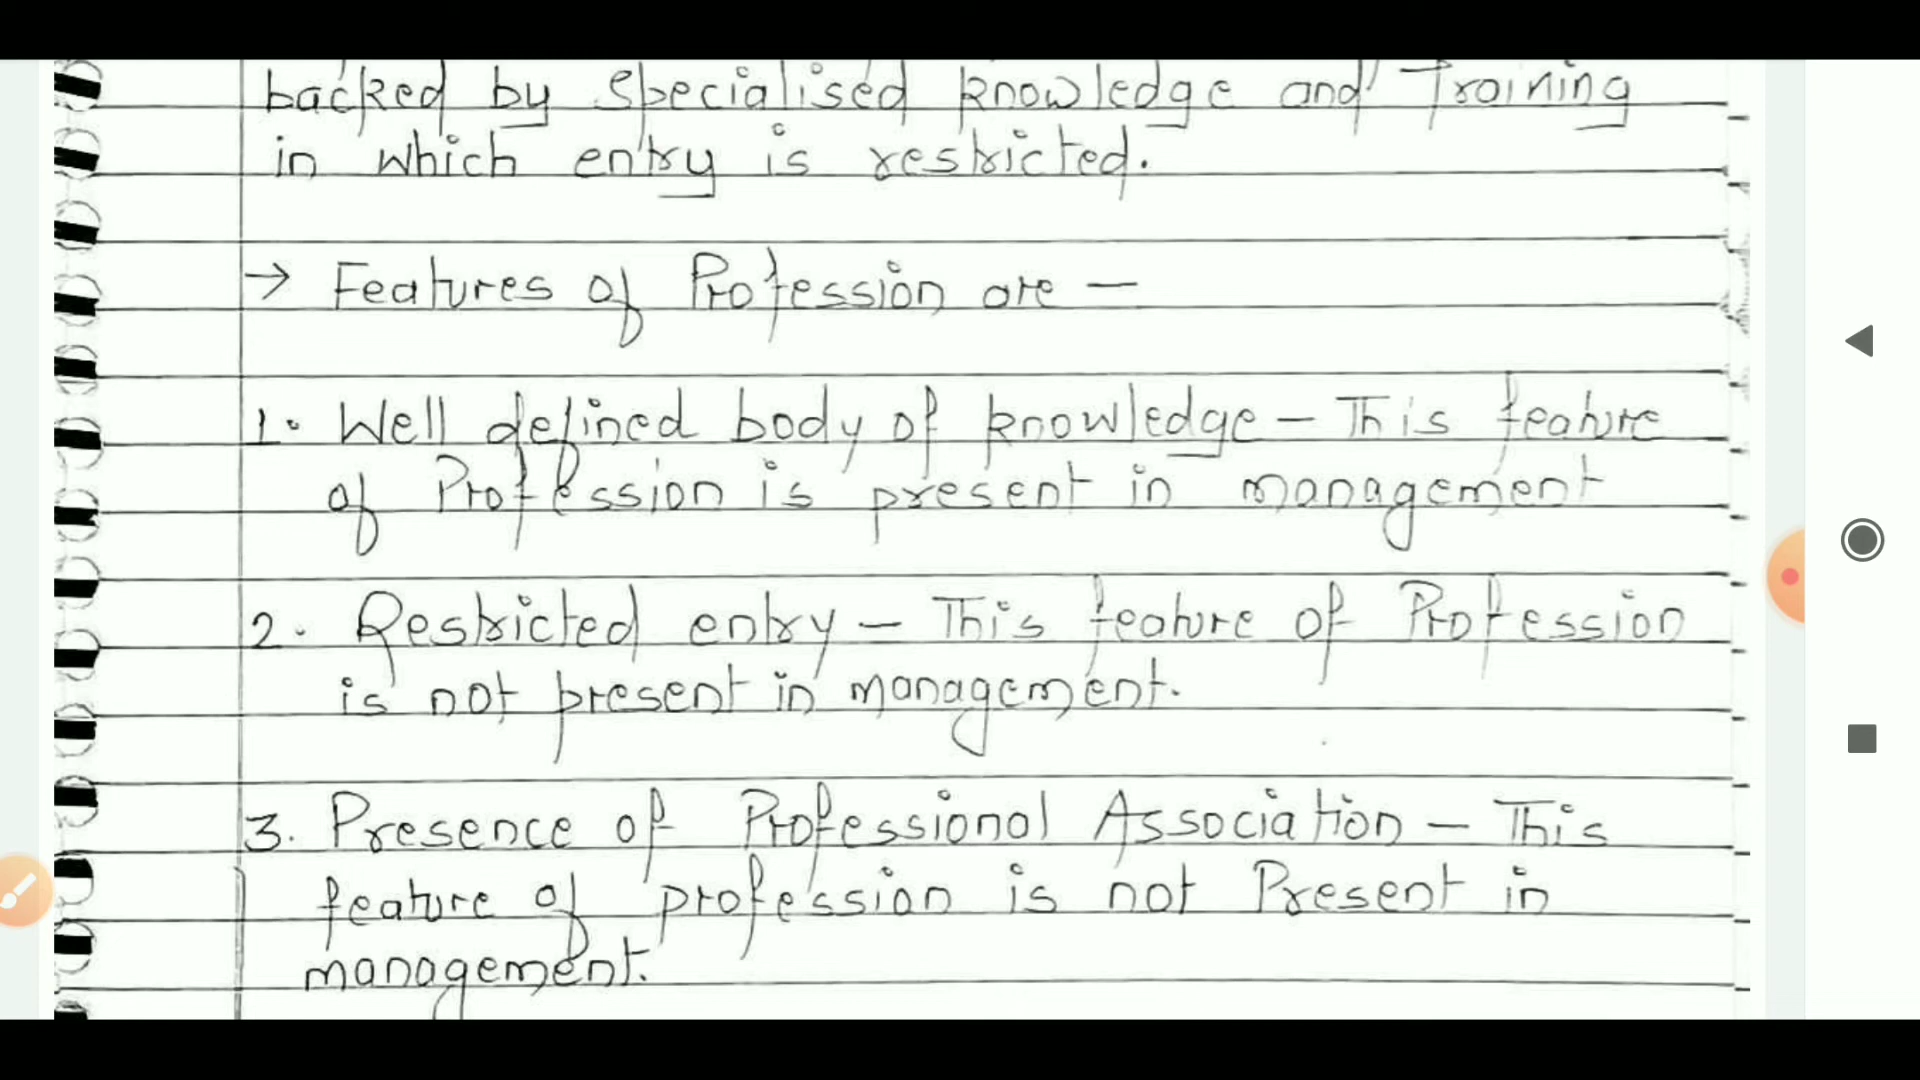 backed by specialised knowledge and Training
in which entry is restricted.
→ Features of Profession are —
1. Well defined body of knowledge – This feature
of Profession is present in management
2. Restricted entry – This feature of Profession
is not present in management.
3. Presence of Professional Association – This
feature of profession is not Present in
management.